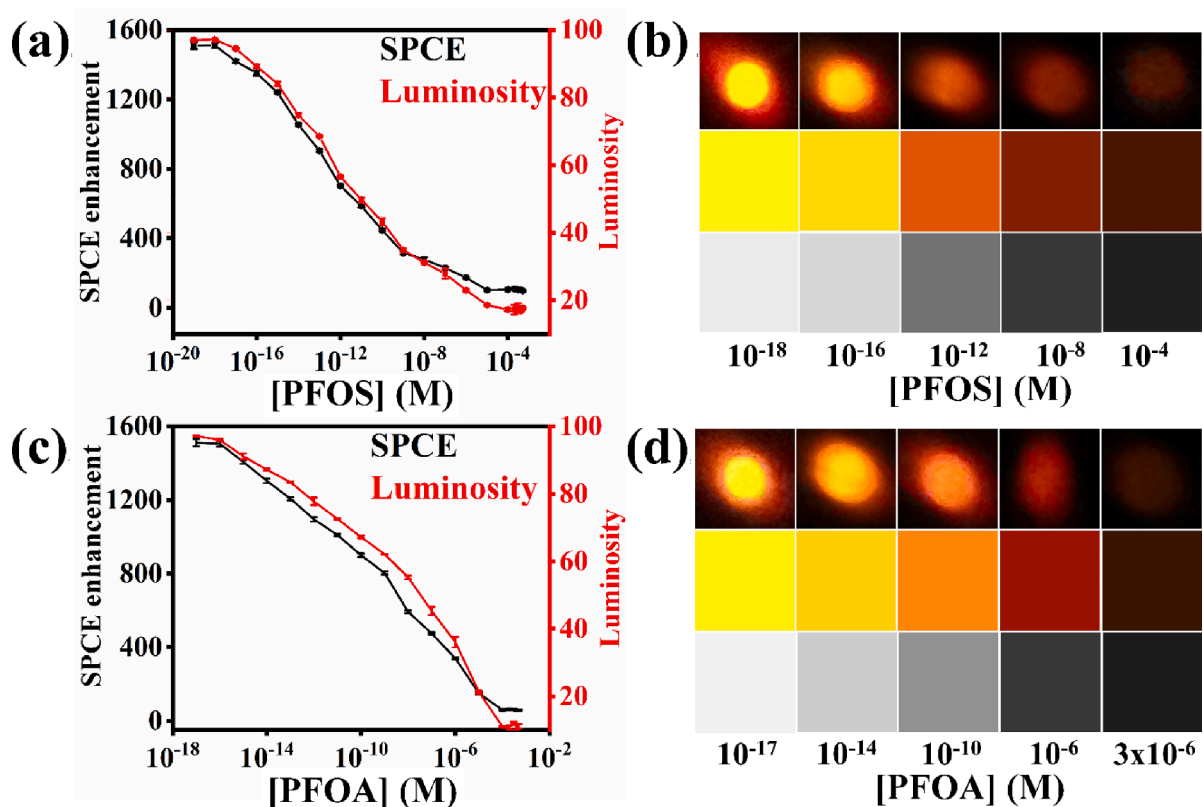 (a)
1600
1200
800
400
0
SPCE enhancement
SPCE
Luminosity
100
80
60
40
20
Luminosity
10⁻²⁰ 10⁻¹⁶ 10⁻¹² 10⁻⁸ 10⁻⁴
[PFOS] (M)
(b)
10⁻¹⁸ 10⁻¹⁶ 10⁻¹² 10⁻⁸ 10⁻⁴
[PFOS] (M)
(c)
1600
1200
800
400
0
SPCE enhancement
SPCE
Luminosity
100
80
60
40
20
Luminosity
10⁻¹⁸ 10⁻¹⁴ 10⁻¹⁰ 10⁻⁶ 10⁻²
[PFOA] (M)
(d)
10⁻¹⁷ 10⁻¹⁴ 10⁻¹⁰ 10⁻⁶ 3x10⁻⁶
[PFOA] (M)